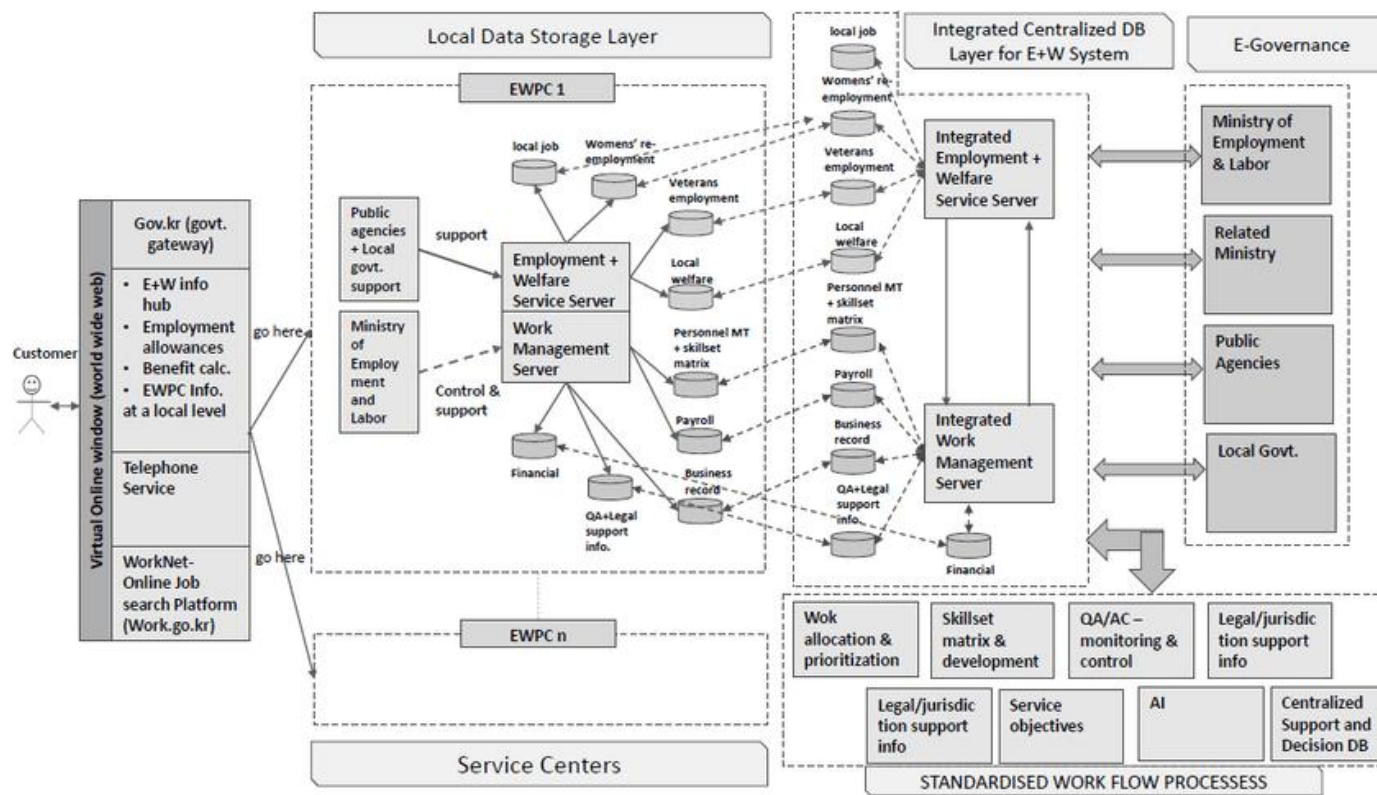 Local Data Storage Layer
Integrated Centralized DB
Layer for E+W System
E-Governance
Customer
Virtual Online window (world wide web)
Gov.kr (govt.
gateway)
• E+W info
hub
• Employment
allowances
• Benefit calc.
• EWPC Info.
at a local level
Telephone
Service
WorkNet-
Online Job
search Platform
(Work.go.kr)
go here
go here
EWPC 1
Public
agencies
+ Local
govt.
support
Ministry
of
Employ
ment
and
Labor
support
Control &
support
Employment +
Welfare
Service Server
Work
Management
Server
local job
Womens' re-
employment
Veterans
employment
Local
welfare
Personnel MT
+ skillset
matrix
Payroll
Business
record
Financial
QA+Legal
support
info.
EWPC n
Service Centers
local job
Womens' re-
employment
Veterans
employment
Local
welfare
Personnel MT
+ skillset
matrix
Payroll
Business
record
QA+Legal
support
info.
Financial
Integrated
Employment +
Welfare
Service Server
Integrated
Work
Management
Server
Ministry of
Employment
& Labor
Related
Ministry
Public
Agencies
Local Govt.
Wok
allocation &
prioritization
Skillset
matrix &
development
QA/AC –
monitoring &
control
Legal/jurisdic
tion support
info
Legal/jurisdic
tion support
info
Service
objectives
AI
Centralized
Support and
Decision DB
STANDARDISED WORK FLOW PROCESSESS